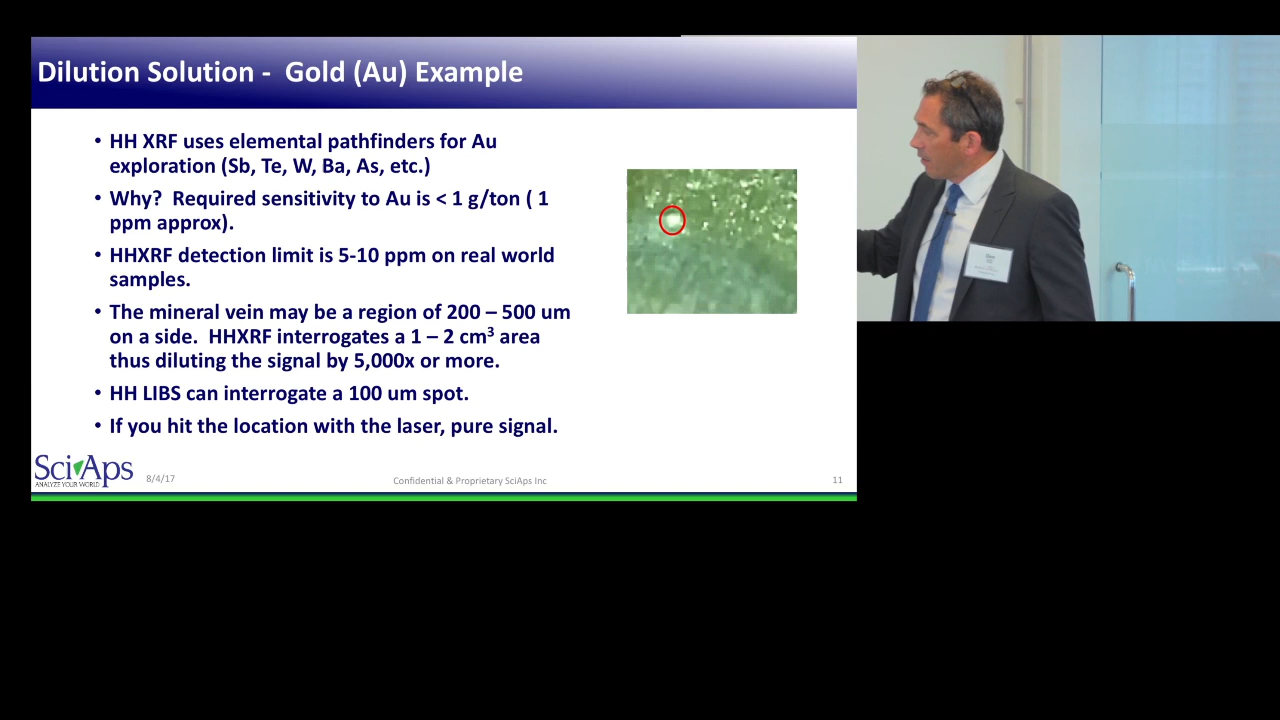 Dilution Solution -  Gold (Au) Example
• HH XRF uses elemental pathfinders for Au
exploration (Sb, Te, W, Ba, As, etc.)
• Why?  Required sensitivity to Au is < 1 g/ton ( 1
ppm approx).
• HHXRF detection limit is 5-10 ppm on real world
samples.
• The mineral vein may be a region of 200 – 500 um
on a side.  HHXRF interrogates a 1 – 2 cm³ area
thus diluting the signal by 5,000x or more.
• HH LIBS can interrogate a 100 um spot.
• If you hit the location with the laser, pure signal.
SciAps
ANALYZE YOUR WORLD
8/4/17
Confidential & Proprietary SciAps Inc
11